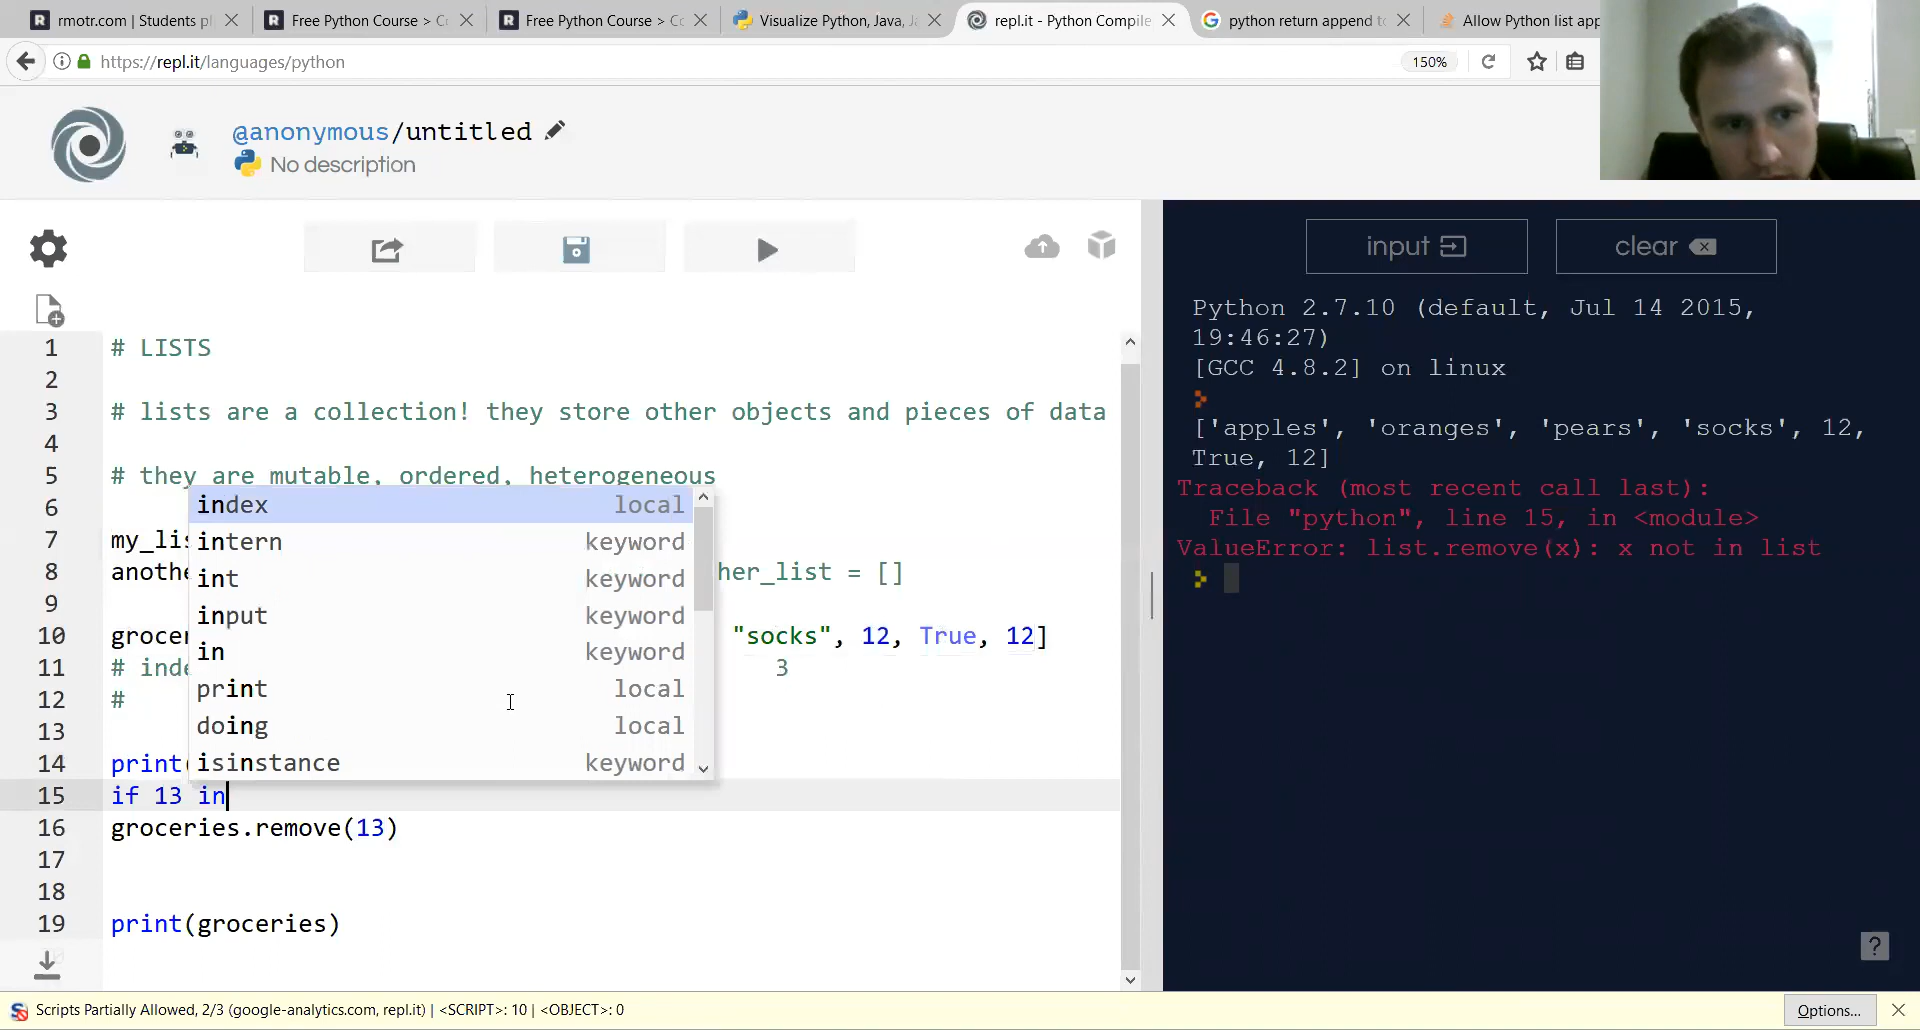 rmotr.com | Students pl
Free Python Course > Co
Free Python Course > Co
Visualize Python, Java, J
repl.it - Python Compile
python return append to
Allow Python list app
https://repl.it/languages/python
150%
@anonymous/untitled
No description
input
clear
1 # LISTS
2
3 # lists are a collection! they store other objects and pieces of data
4
5 # they are mutable, ordered, heterogeneous
6
7 my_lis
8 anothe her_list = []
9
10 grocer "socks", 12, True, 12]
11 # inde 3
12 #
13
14 print(
15 if 13 in
16 groceries.remove(13)
17
18
19 print(groceries)
index local
intern keyword
int keyword
input keyword
in keyword
print local
doing local
isinstance keyword
Python 2.7.10 (default, Jul 14 2015,
19:46:27)
[GCC 4.8.2] on linux
['apples', 'oranges', 'pears', 'socks', 12,
True, 12]
Traceback (most recent call last):
File "python", line 15, in <module>
ValueError: list.remove(x): x not in list
?
Scripts Partially Allowed, 2/3 (google-analytics.com, repl.it) | <SCRIPT>: 10 | <OBJECT>: 0
Options...